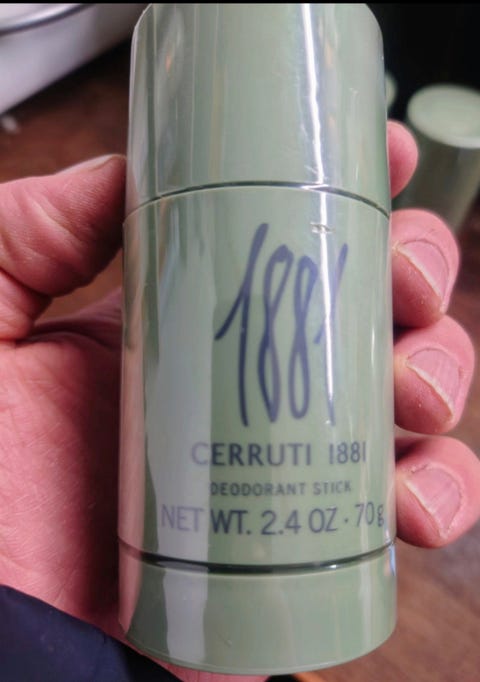 1881
CERRUTI 1881
DEODORANT STICK
NET WT. 2.4 OZ · 70g